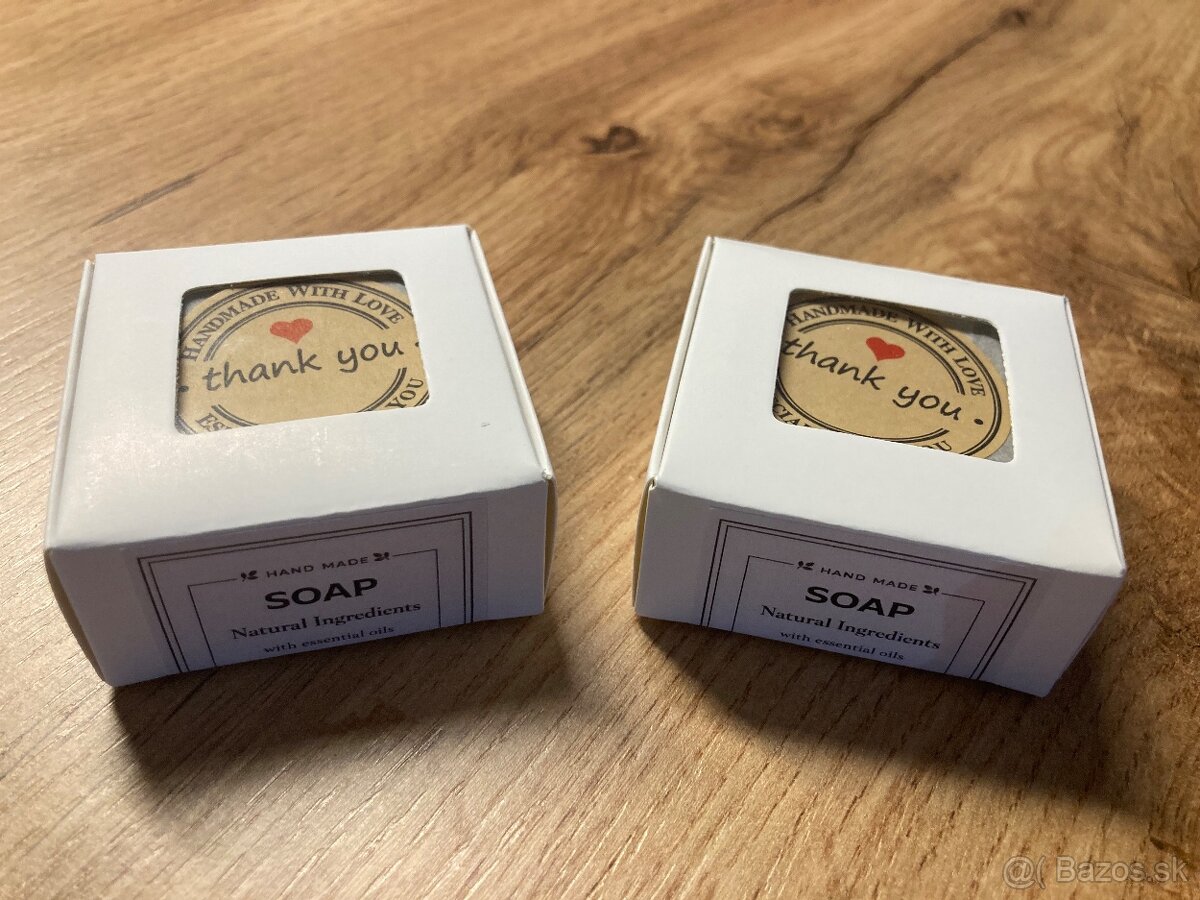 HANDMADE WITH LOVE
thank you
YOU
HAND MADE
SOAP
Natural Ingredients
with essential oils
HANDMADE WITH LOVE
thank you
HAND MADE
SOAP
Natural Ingredients
with essential oils
@( Bazos.sk